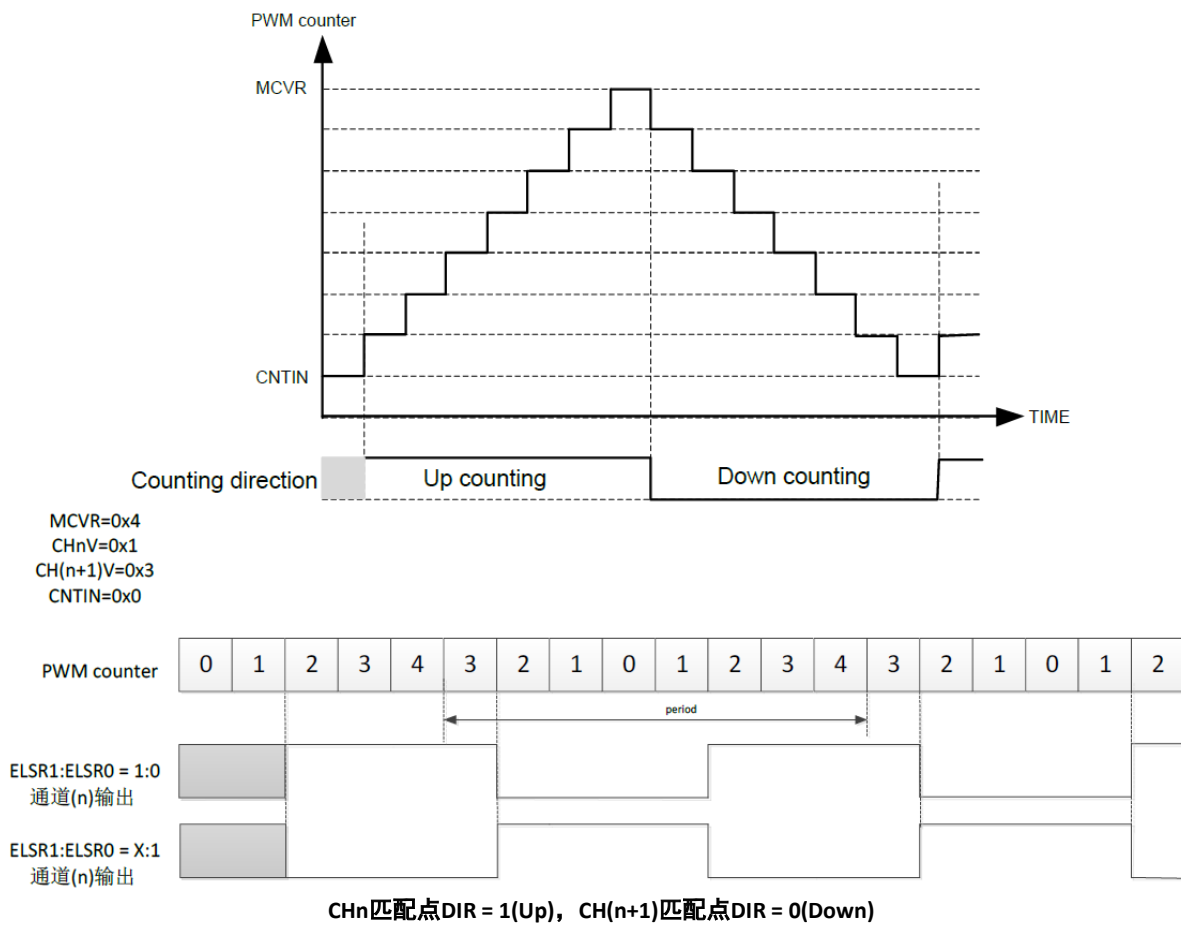 PWM counter
MCVR
CNTIN
TIME
Counting direction
Up counting
Down counting
MCVR=0x4
CHnV=0x1
CH(n+1)V=0x3
CNTIN=0x0
PWM counter 0 1 2 3 4 3 2 1 0 1 2 3 4 3 2 1 0 1 2
period
ELSR1:ELSR0 = 1:0
通道(n)输出
ELSR1:ELSR0 = X:1
通道(n)输出
CHn匹配点DIR = 1(Up)，CH(n+1)匹配点DIR = 0(Down)